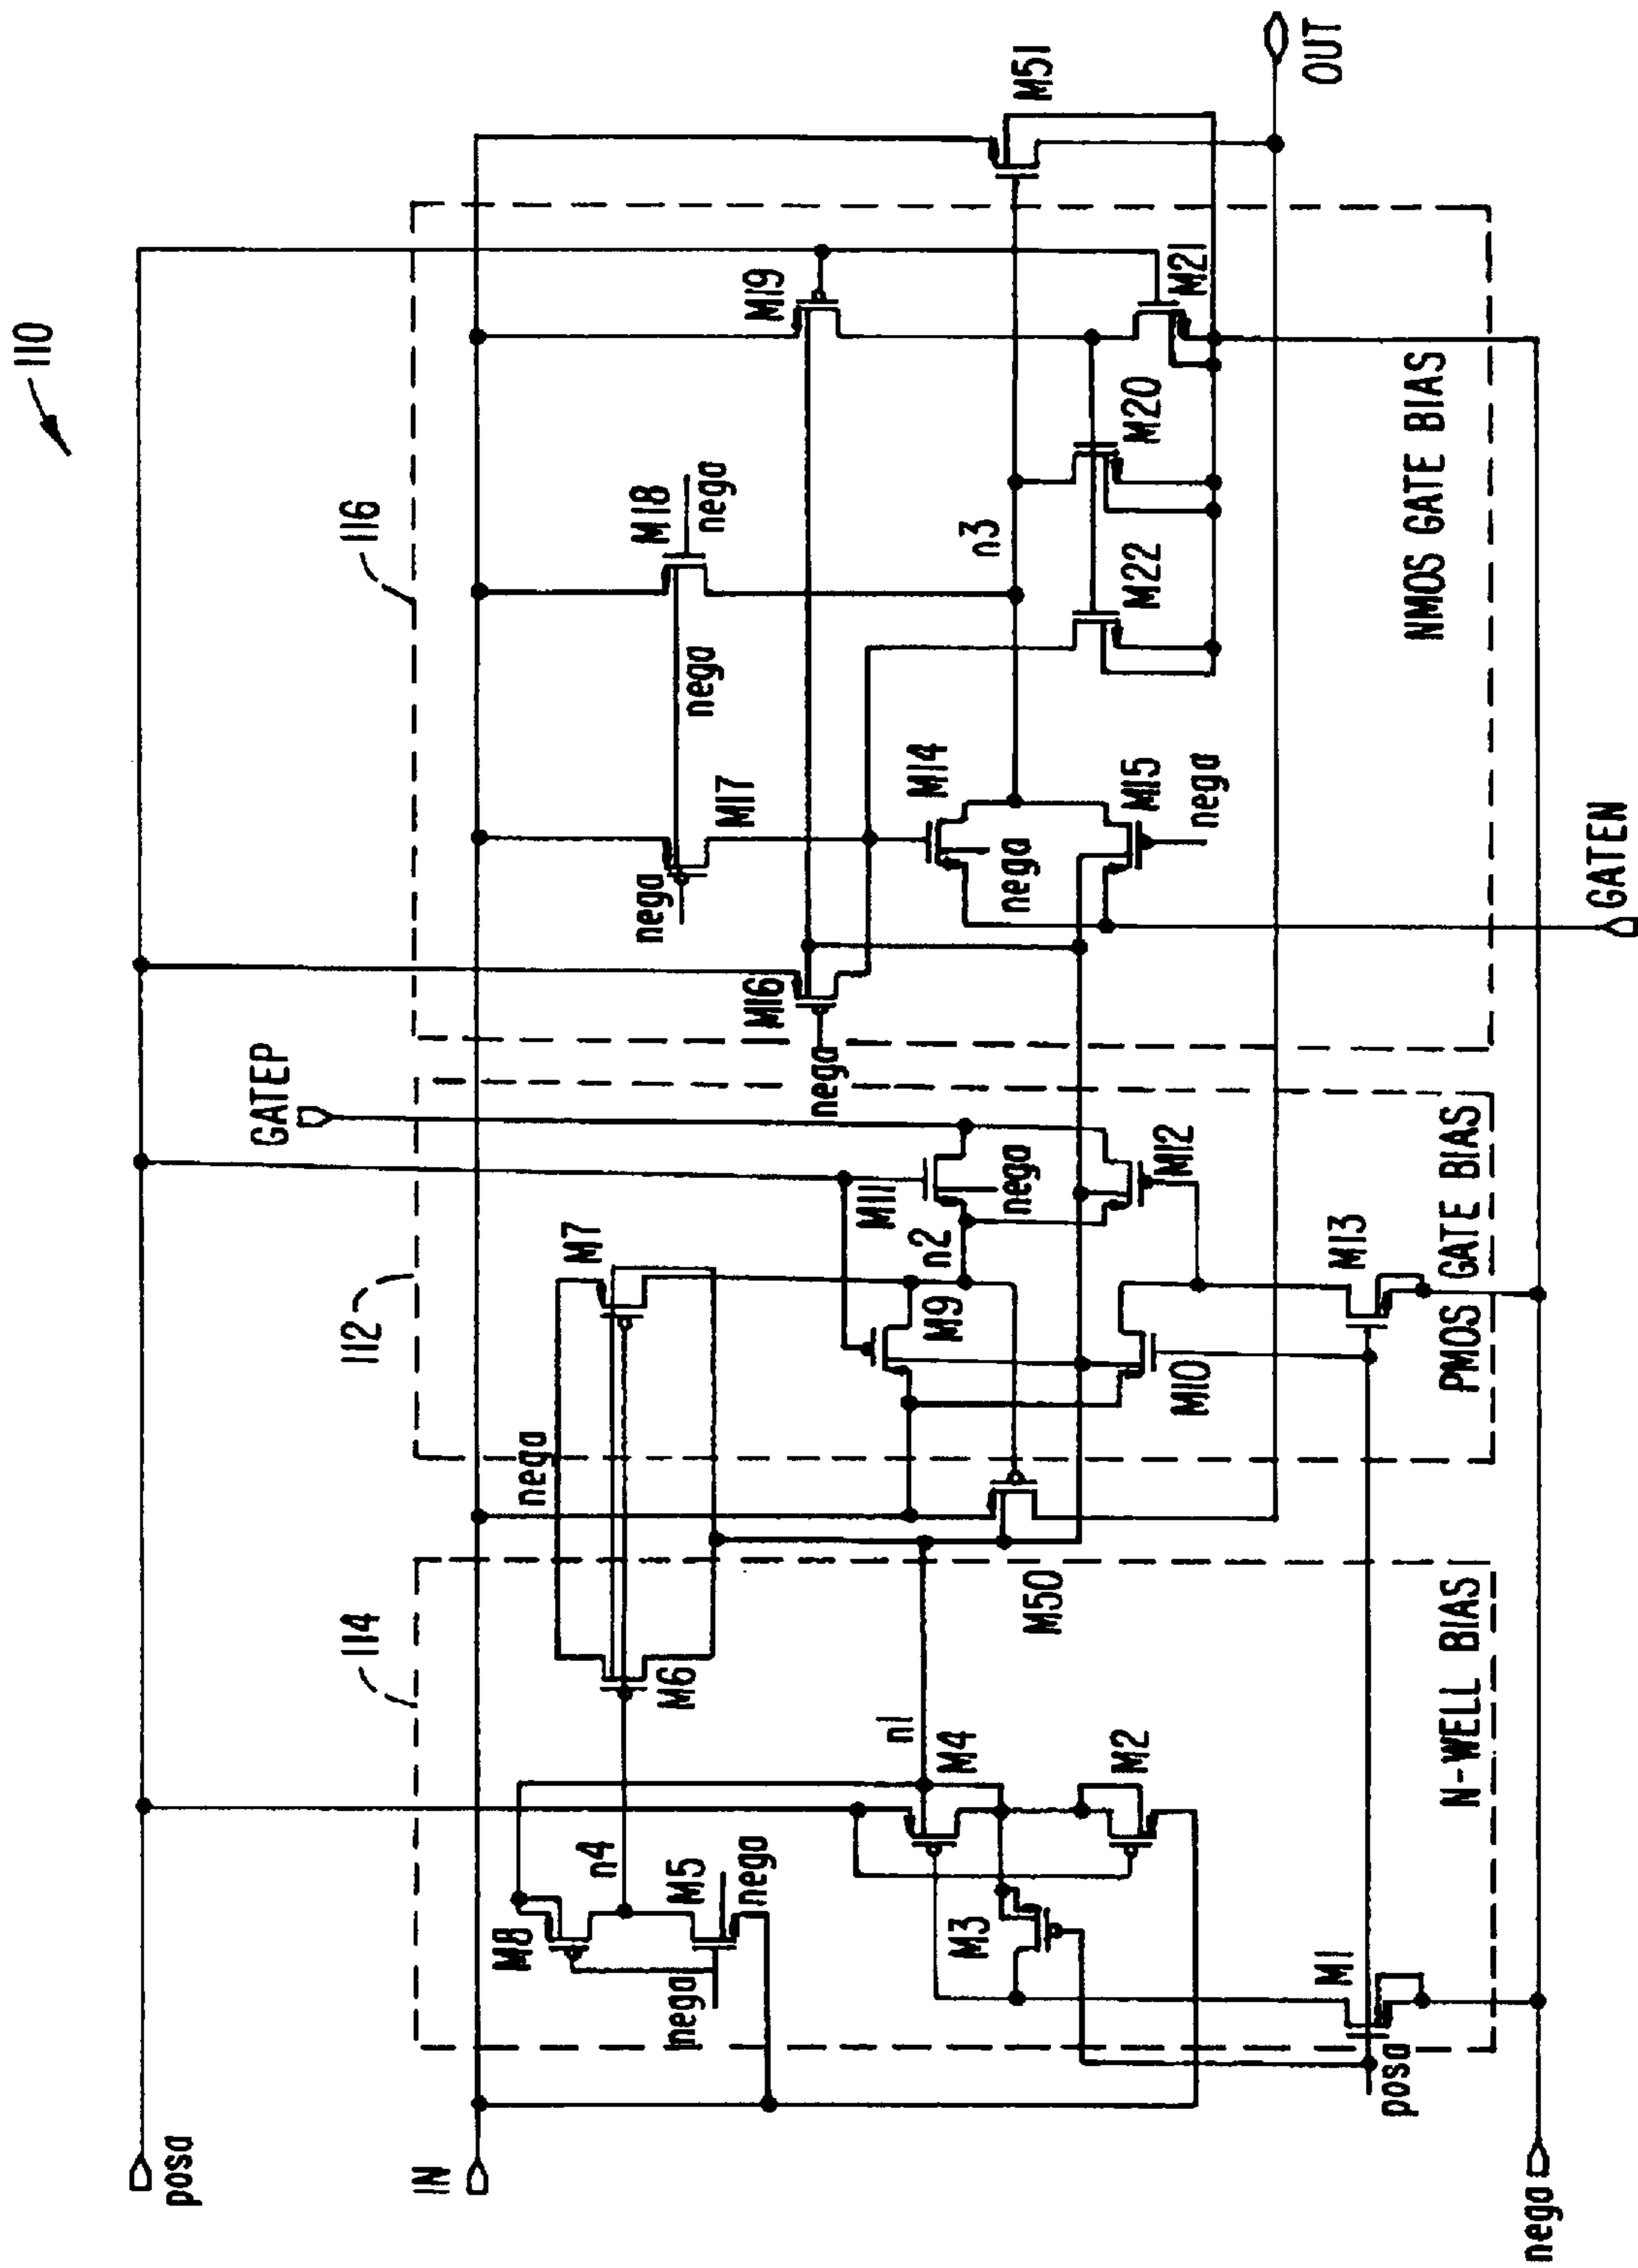 110
posa
IN
nega
114
n4
M8
M5
nega
nega
n1
M4
M3
M2
M1
posa
N-WELL BIAS
M6
nega
M7
M50
112
GATEP
M9
n2
M11
nega
M10
M12
M13
PMOS GATE BIAS
116
M16
nega
M17
nega
nega
M18
nega
M19
M14
nega
M15
nega
n3
M22
M20
M21
NMOS GATE BIAS
GATEN
M51
OUT